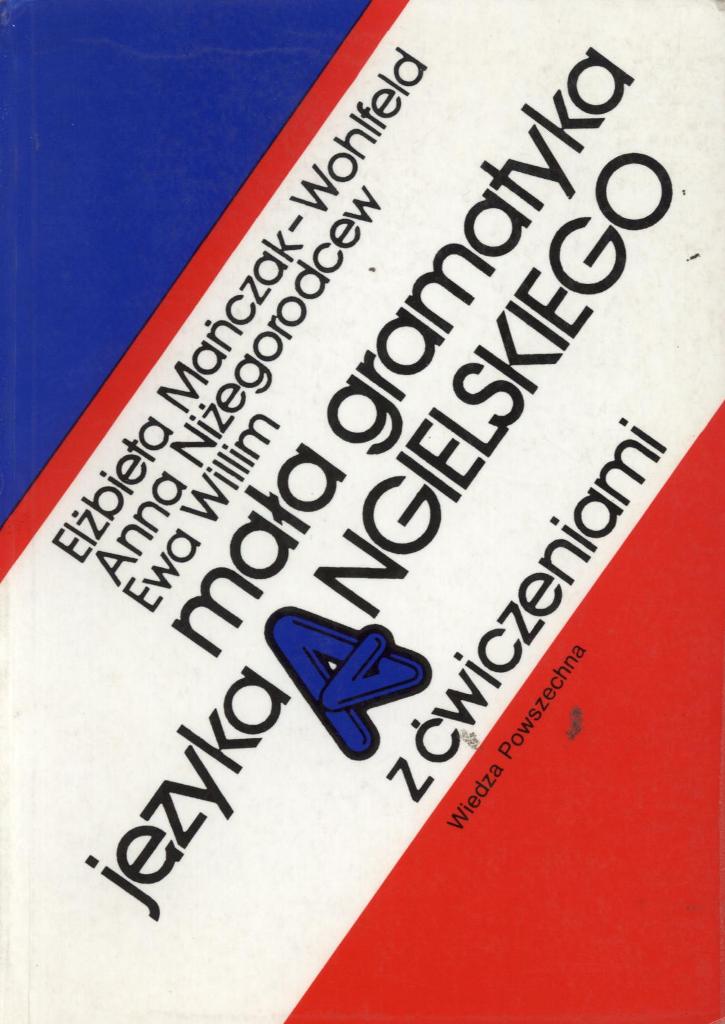 Elżbieta Mańczak-Wohlfeld
Anna Niżegorodcew
Ewa Willim
mała gramatyka
języka ANGIELSKIEGO
z ćwiczeniami
Wiedza Powszechna